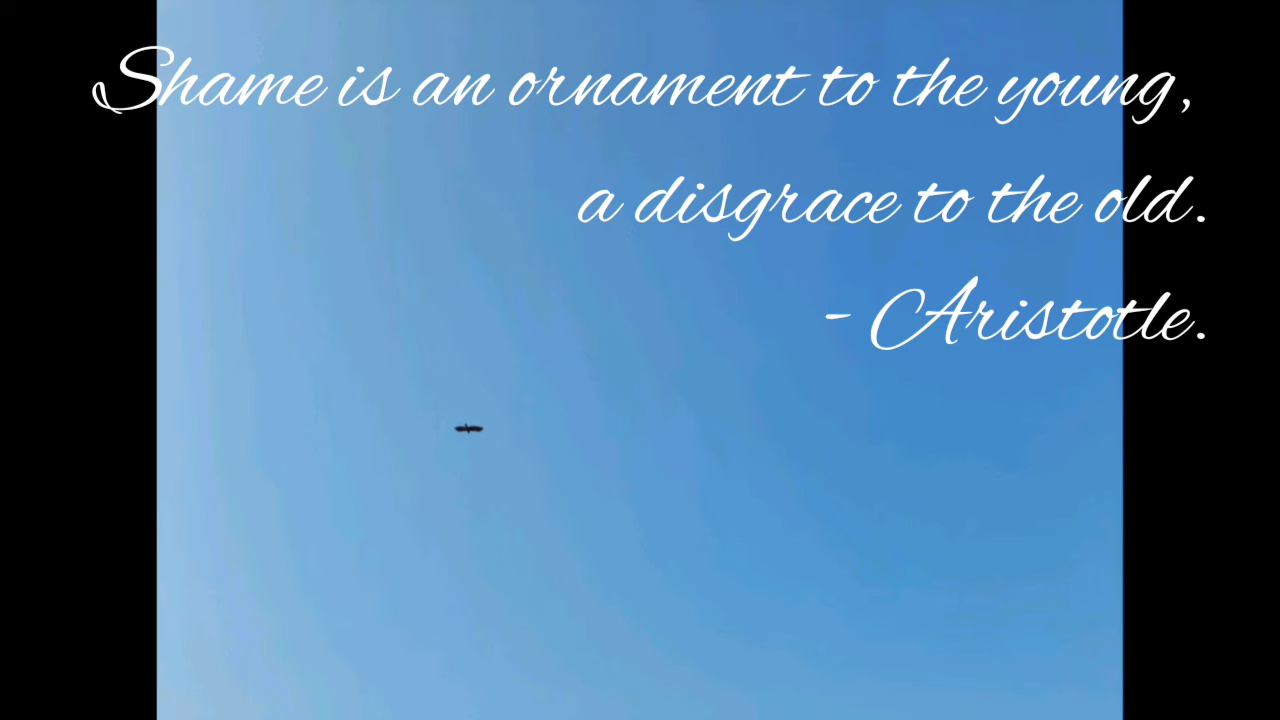 Shame is an ornament to the young,
a disgrace to the old.
- Aristotle.